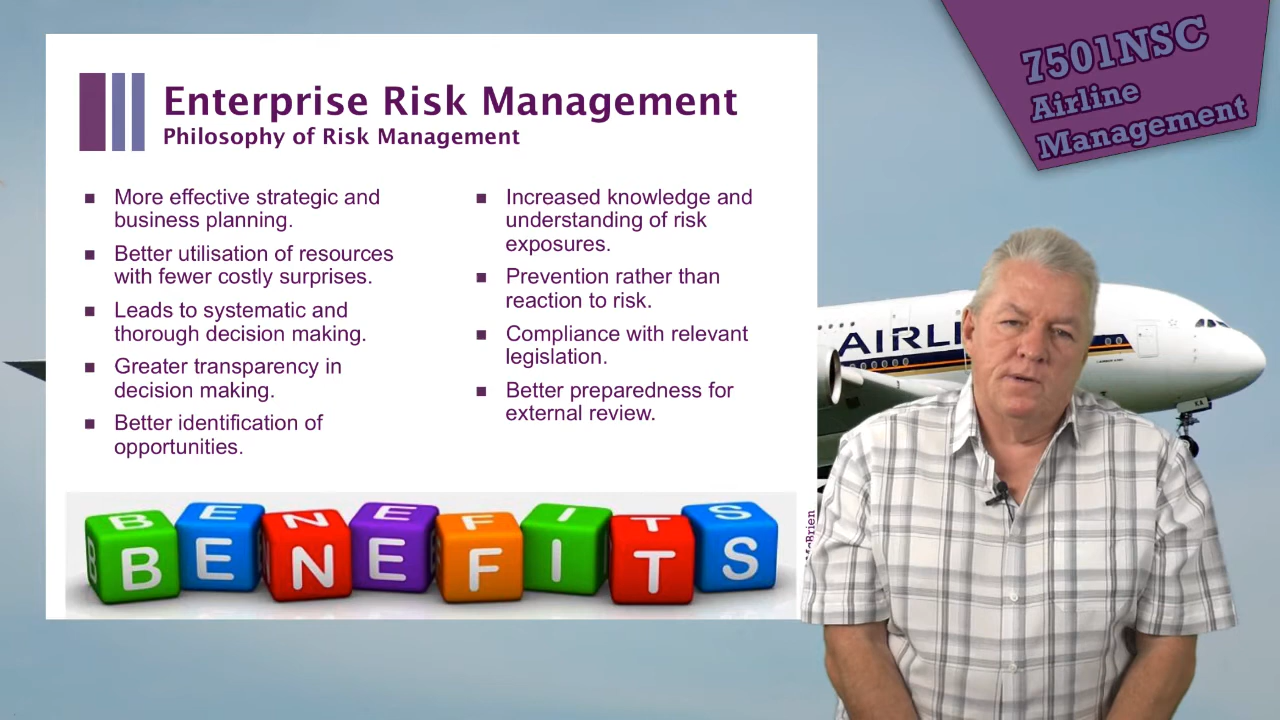 7501NSC
Airline
Management
Enterprise Risk Management
Philosophy of Risk Management
More effective strategic and
business planning.
Better utilisation of resources
with fewer costly surprises.
Leads to systematic and
thorough decision making.
Greater transparency in
decision making.
Better identification of
opportunities.
Increased knowledge and
understanding of risk
exposures.
Prevention rather than
reaction to risk.
Compliance with relevant
legislation.
Better preparedness for
external review.
B E N E F I T S
B E N E F I T S